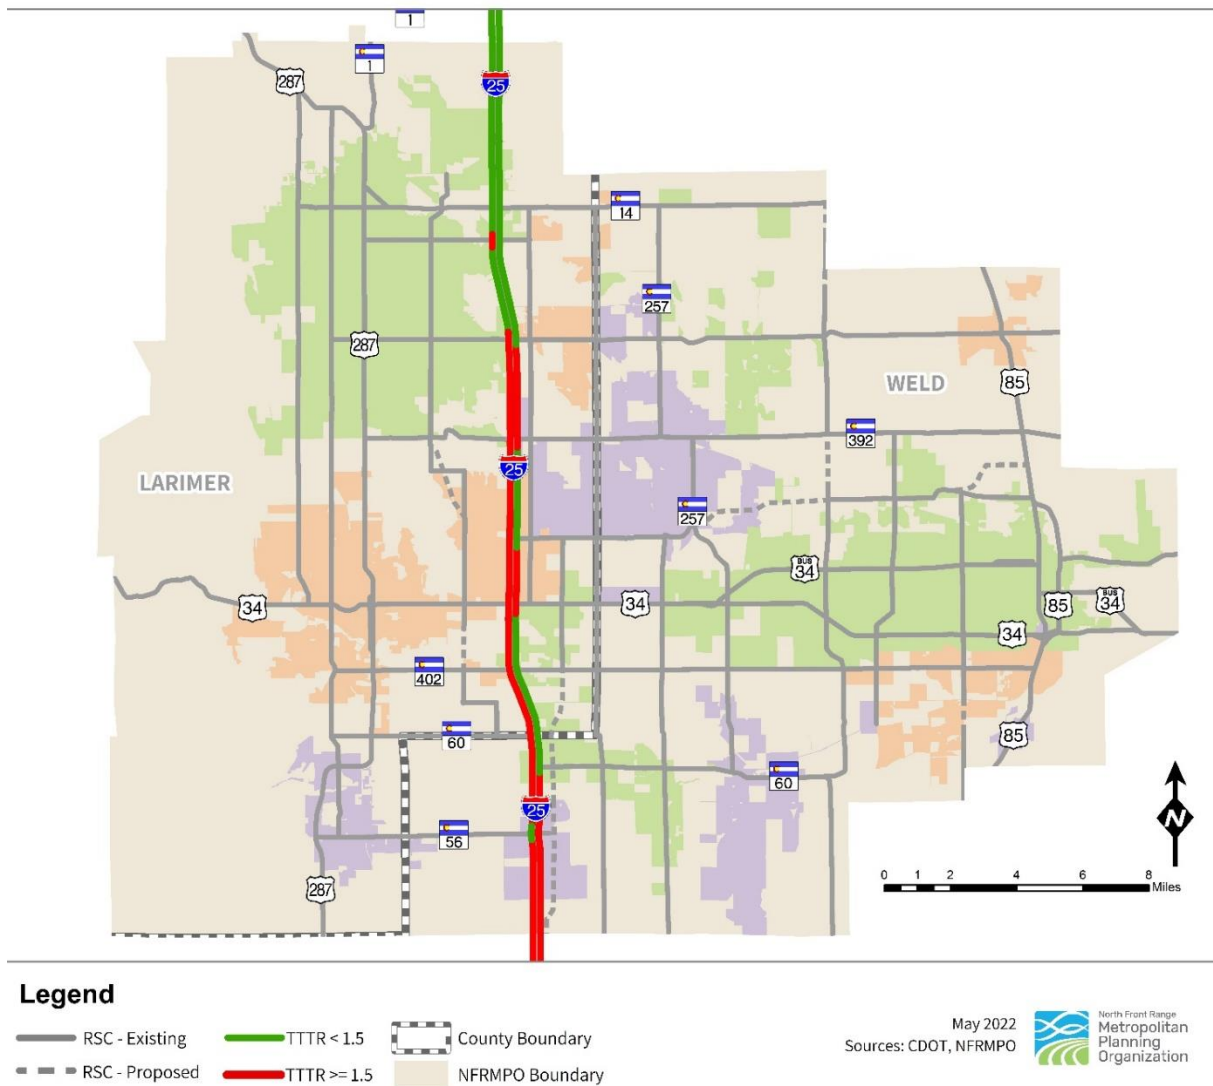 1
1
25
287
14
257
287
85
WELD
392
25
LARIMER
257
BUS
34
34
34
85
BUS
34
34
402
60
85
60
25
56
287
N
0 1 2 4 6 8
Miles
Legend
RSC - Existing
TTTR < 1.5
County Boundary
RSC - Proposed
TTTR >= 1.5
NFRMPO Boundary
May 2022
Sources: CDOT, NFRMPO
North Front Range
Metropolitan
Planning
Organization